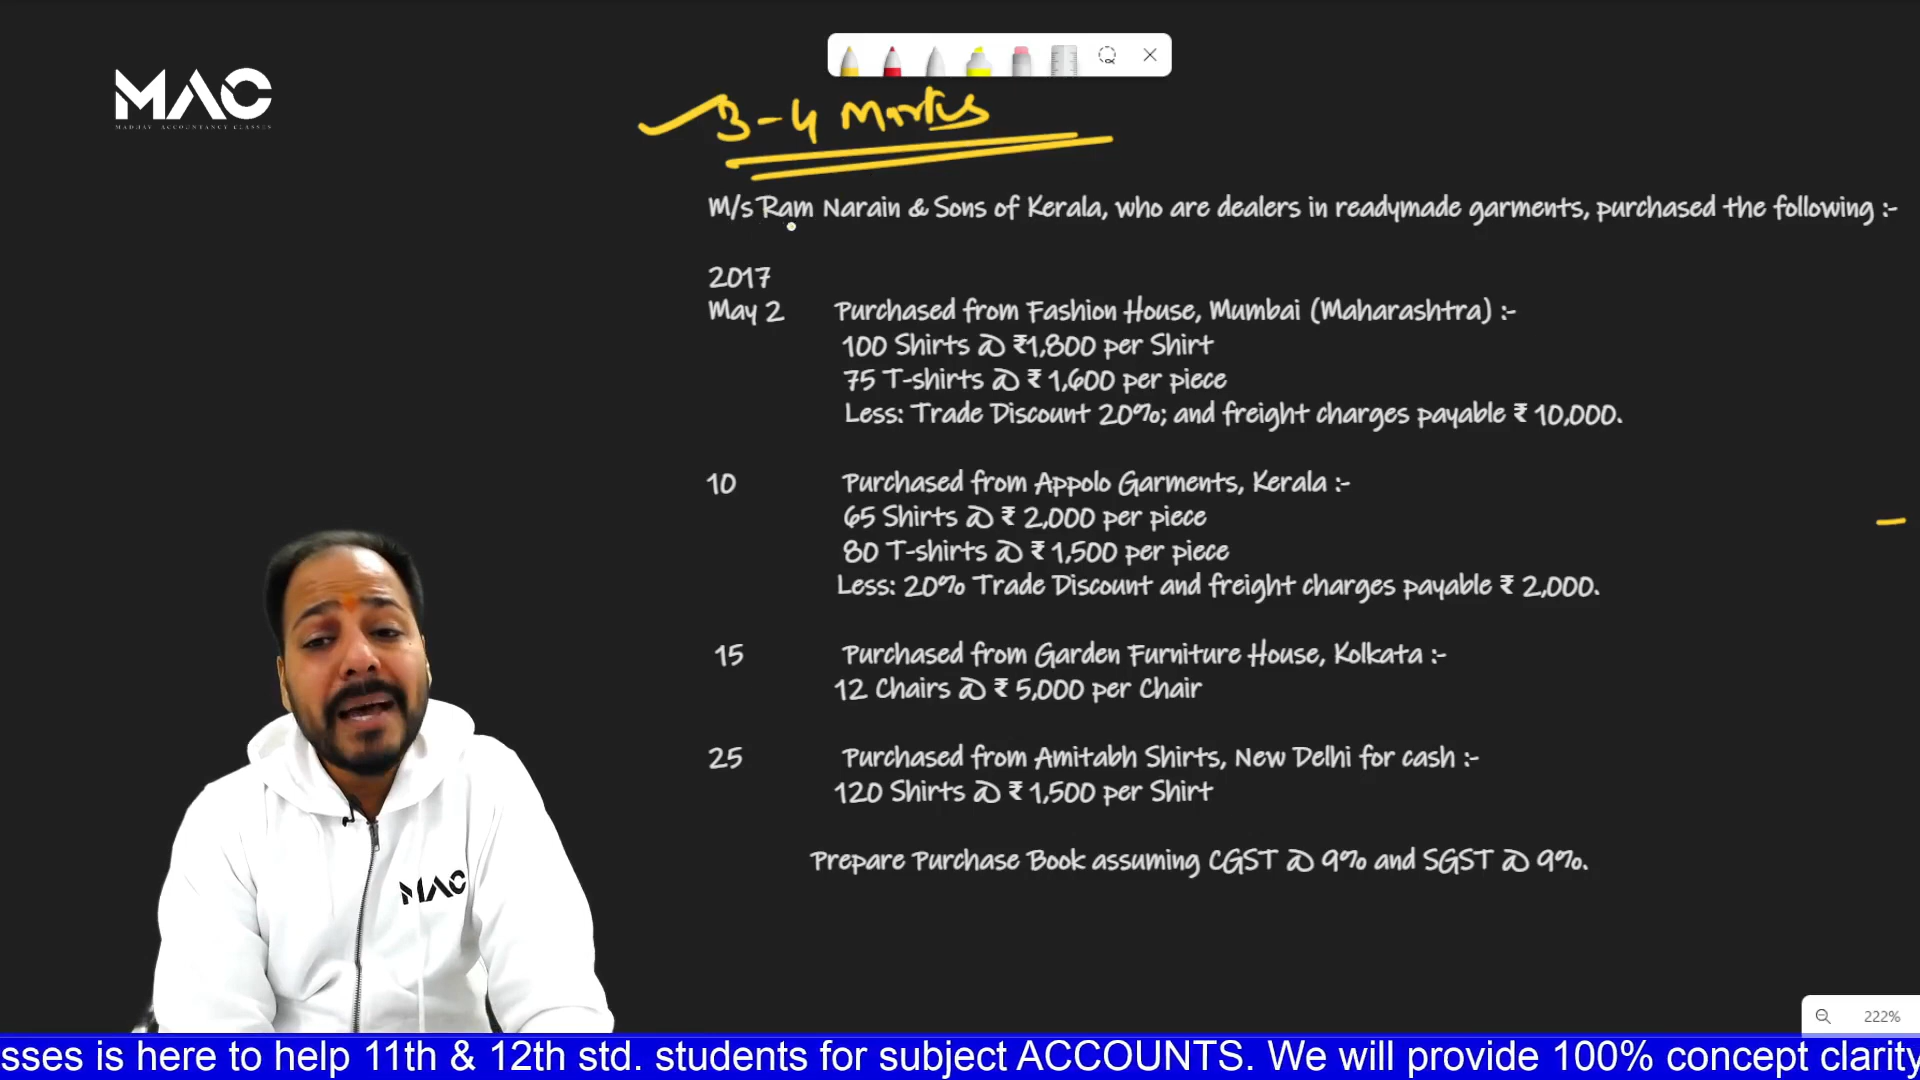 MAC
MADHAV ACCOUNTANCY CLASSES
3-4 Marks
M/s Ram Narain & Sons of Kerala, who are dealers in readymade garments, purchased the following :-
2017
May 2 Purchased from Fashion House, Mumbai (Maharashtra) :-
100 Shirts @ ₹1,800 per Shirt
75 T-shirts @ ₹ 1,600 per piece
Less: Trade Discount 20%; and freight charges payable ₹ 10,000.
10 Purchased from Appolo Garments, Kerala :-
65 Shirts @ ₹ 2,000 per piece
80 T-shirts @ ₹ 1,500 per piece
Less: 20% Trade Discount and freight charges payable ₹ 2,000.
15 Purchased from Garden Furniture House, Kolkata :-
12 Chairs @ ₹ 5,000 per Chair
25 Purchased from Amitabh Shirts, New Delhi for cash :-
120 Shirts @ ₹ 1,500 per Shirt
Prepare Purchase Book assuming CGST @ 9% and SGST @ 9%.
MAC
222%
sses is here to help 11th & 12th std. students for subject ACCOUNTS. We will provide 100% concept clarity